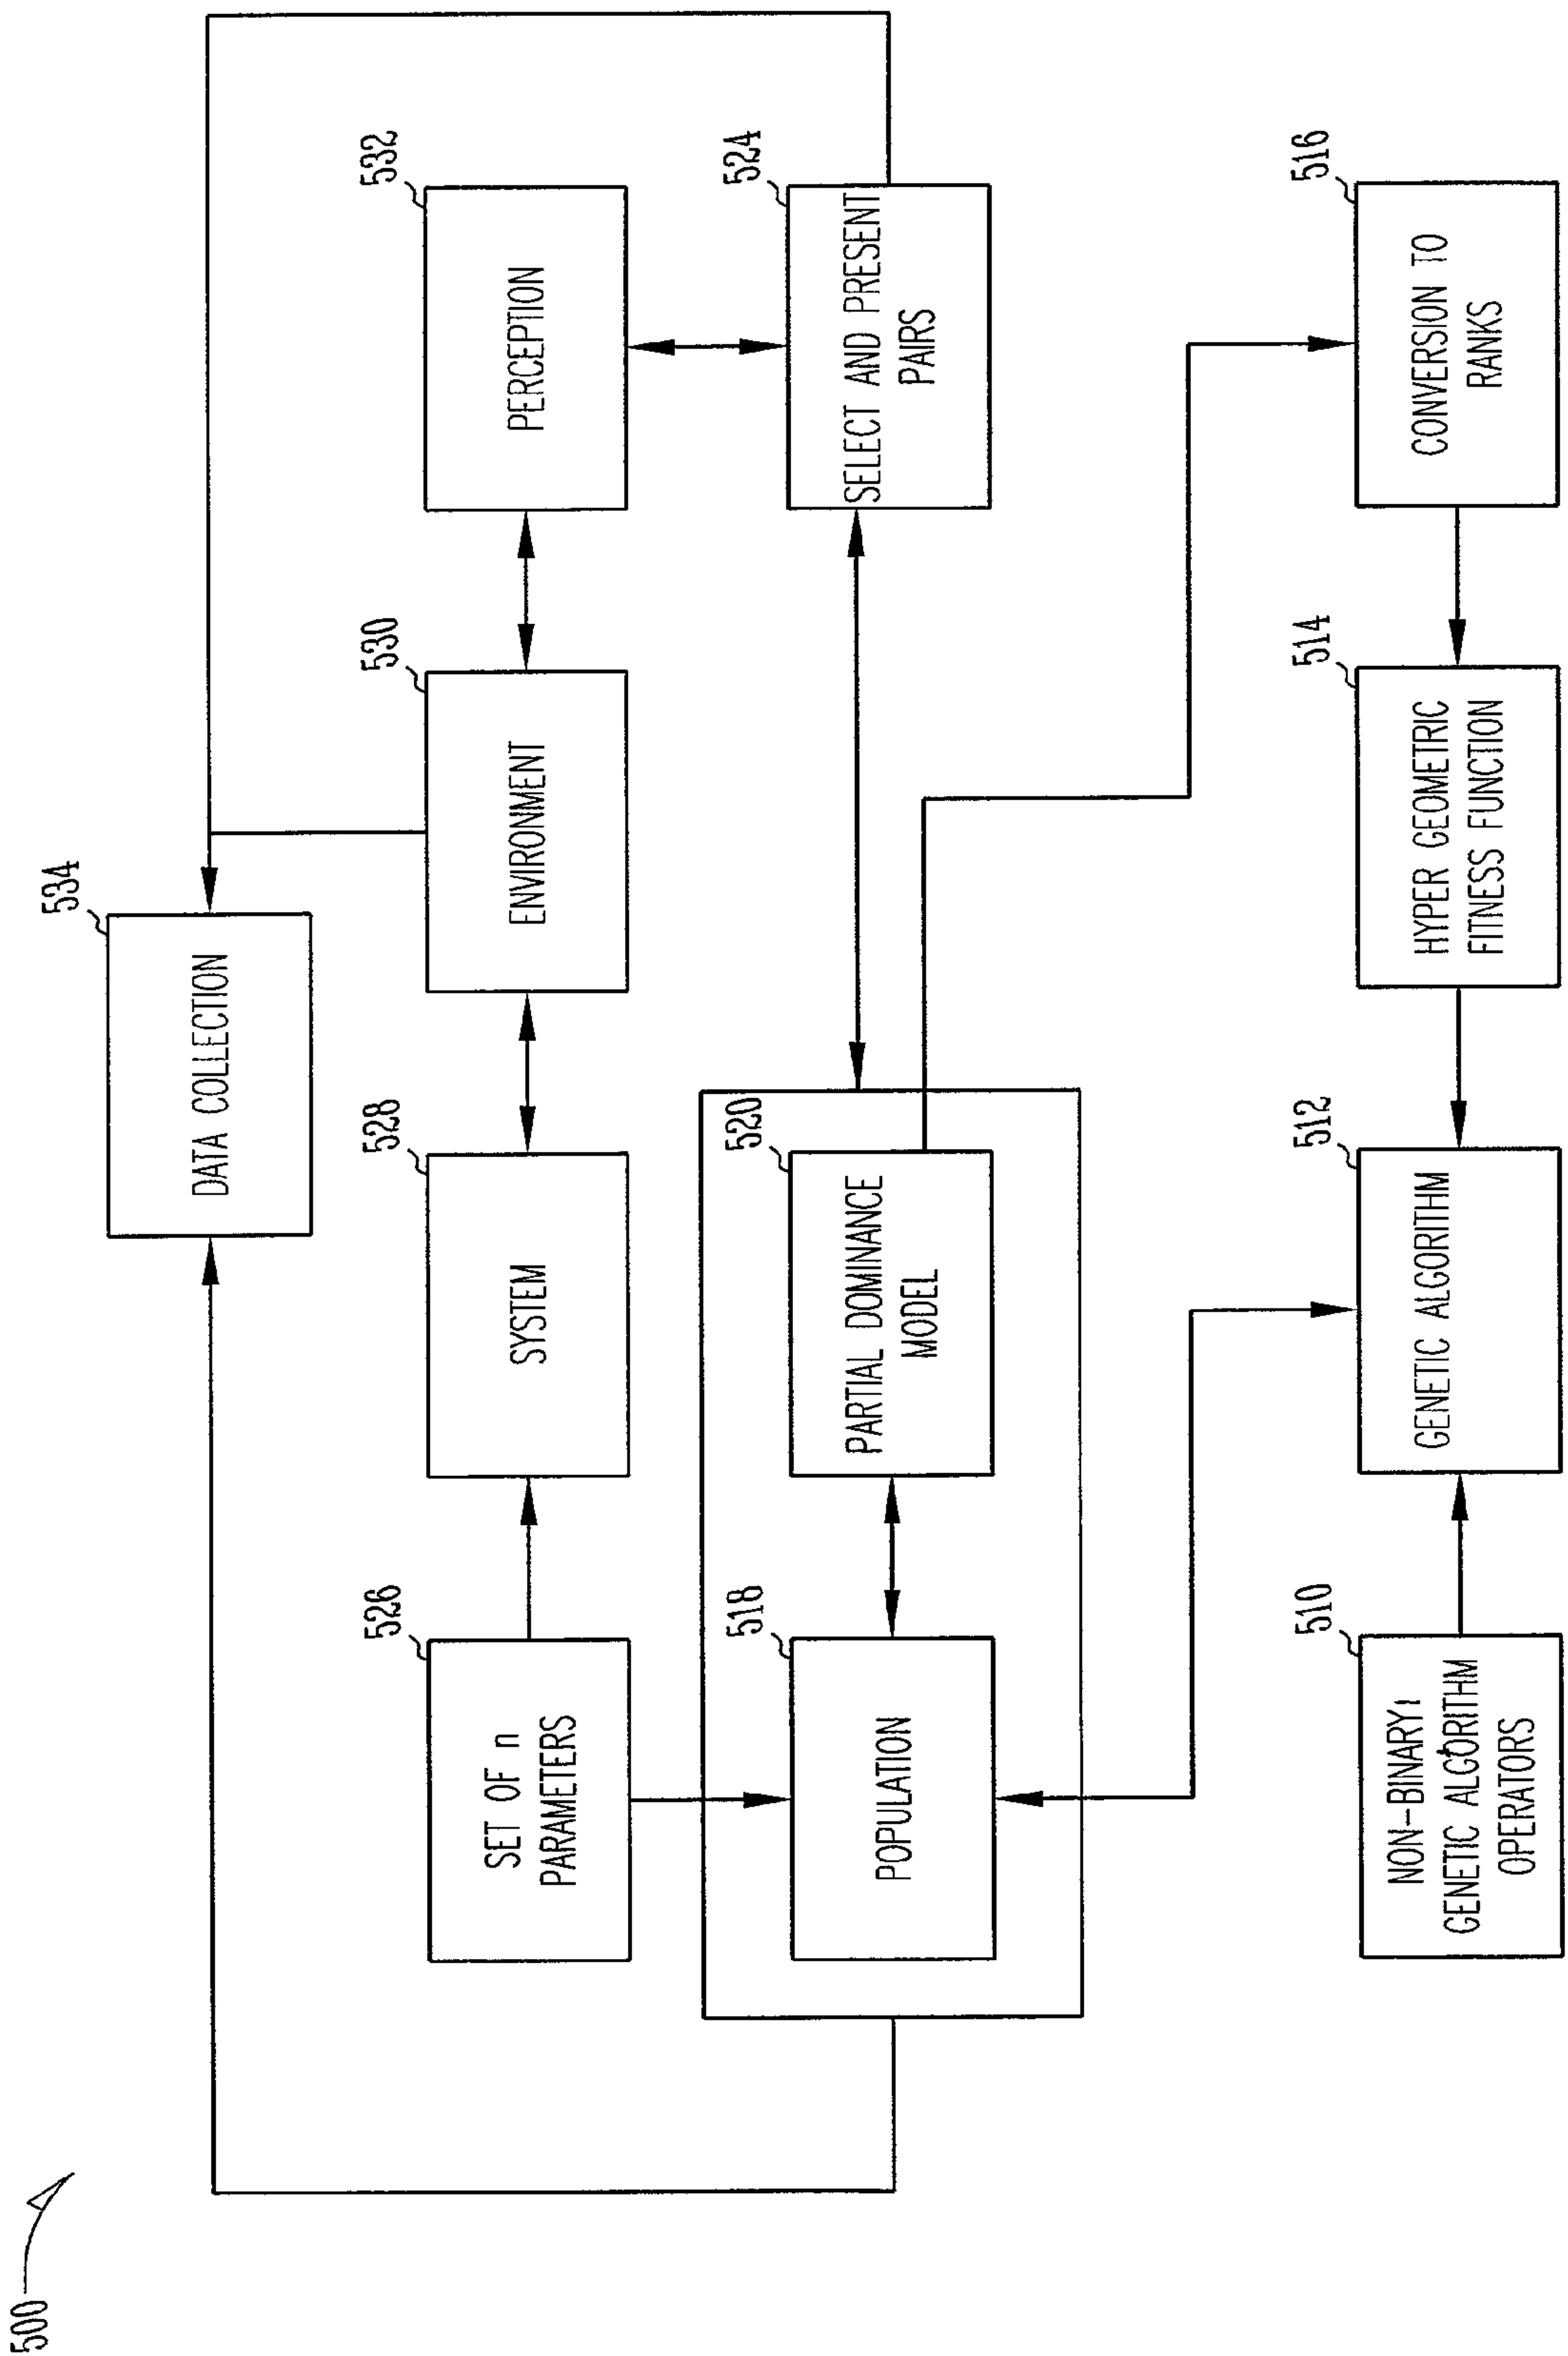 500
534
DATA COLLECTION
526
SET OF n
PARAMETERS
528
SYSTEM
530
ENVIRONMENT
532
PERCEPTION
518
POPULATION
520
PARTIAL DOMINANCE
MODEL
524
SELECT AND PRESENT
PAIRS
510
NON-BINARY:
GENETIC ALGORITHM
OPERATORS
512
GENETIC ALGORITHM
514
HYPER GEOMETRIC
FITNESS FUNCTION
516
CONVERSION TO
RANKS